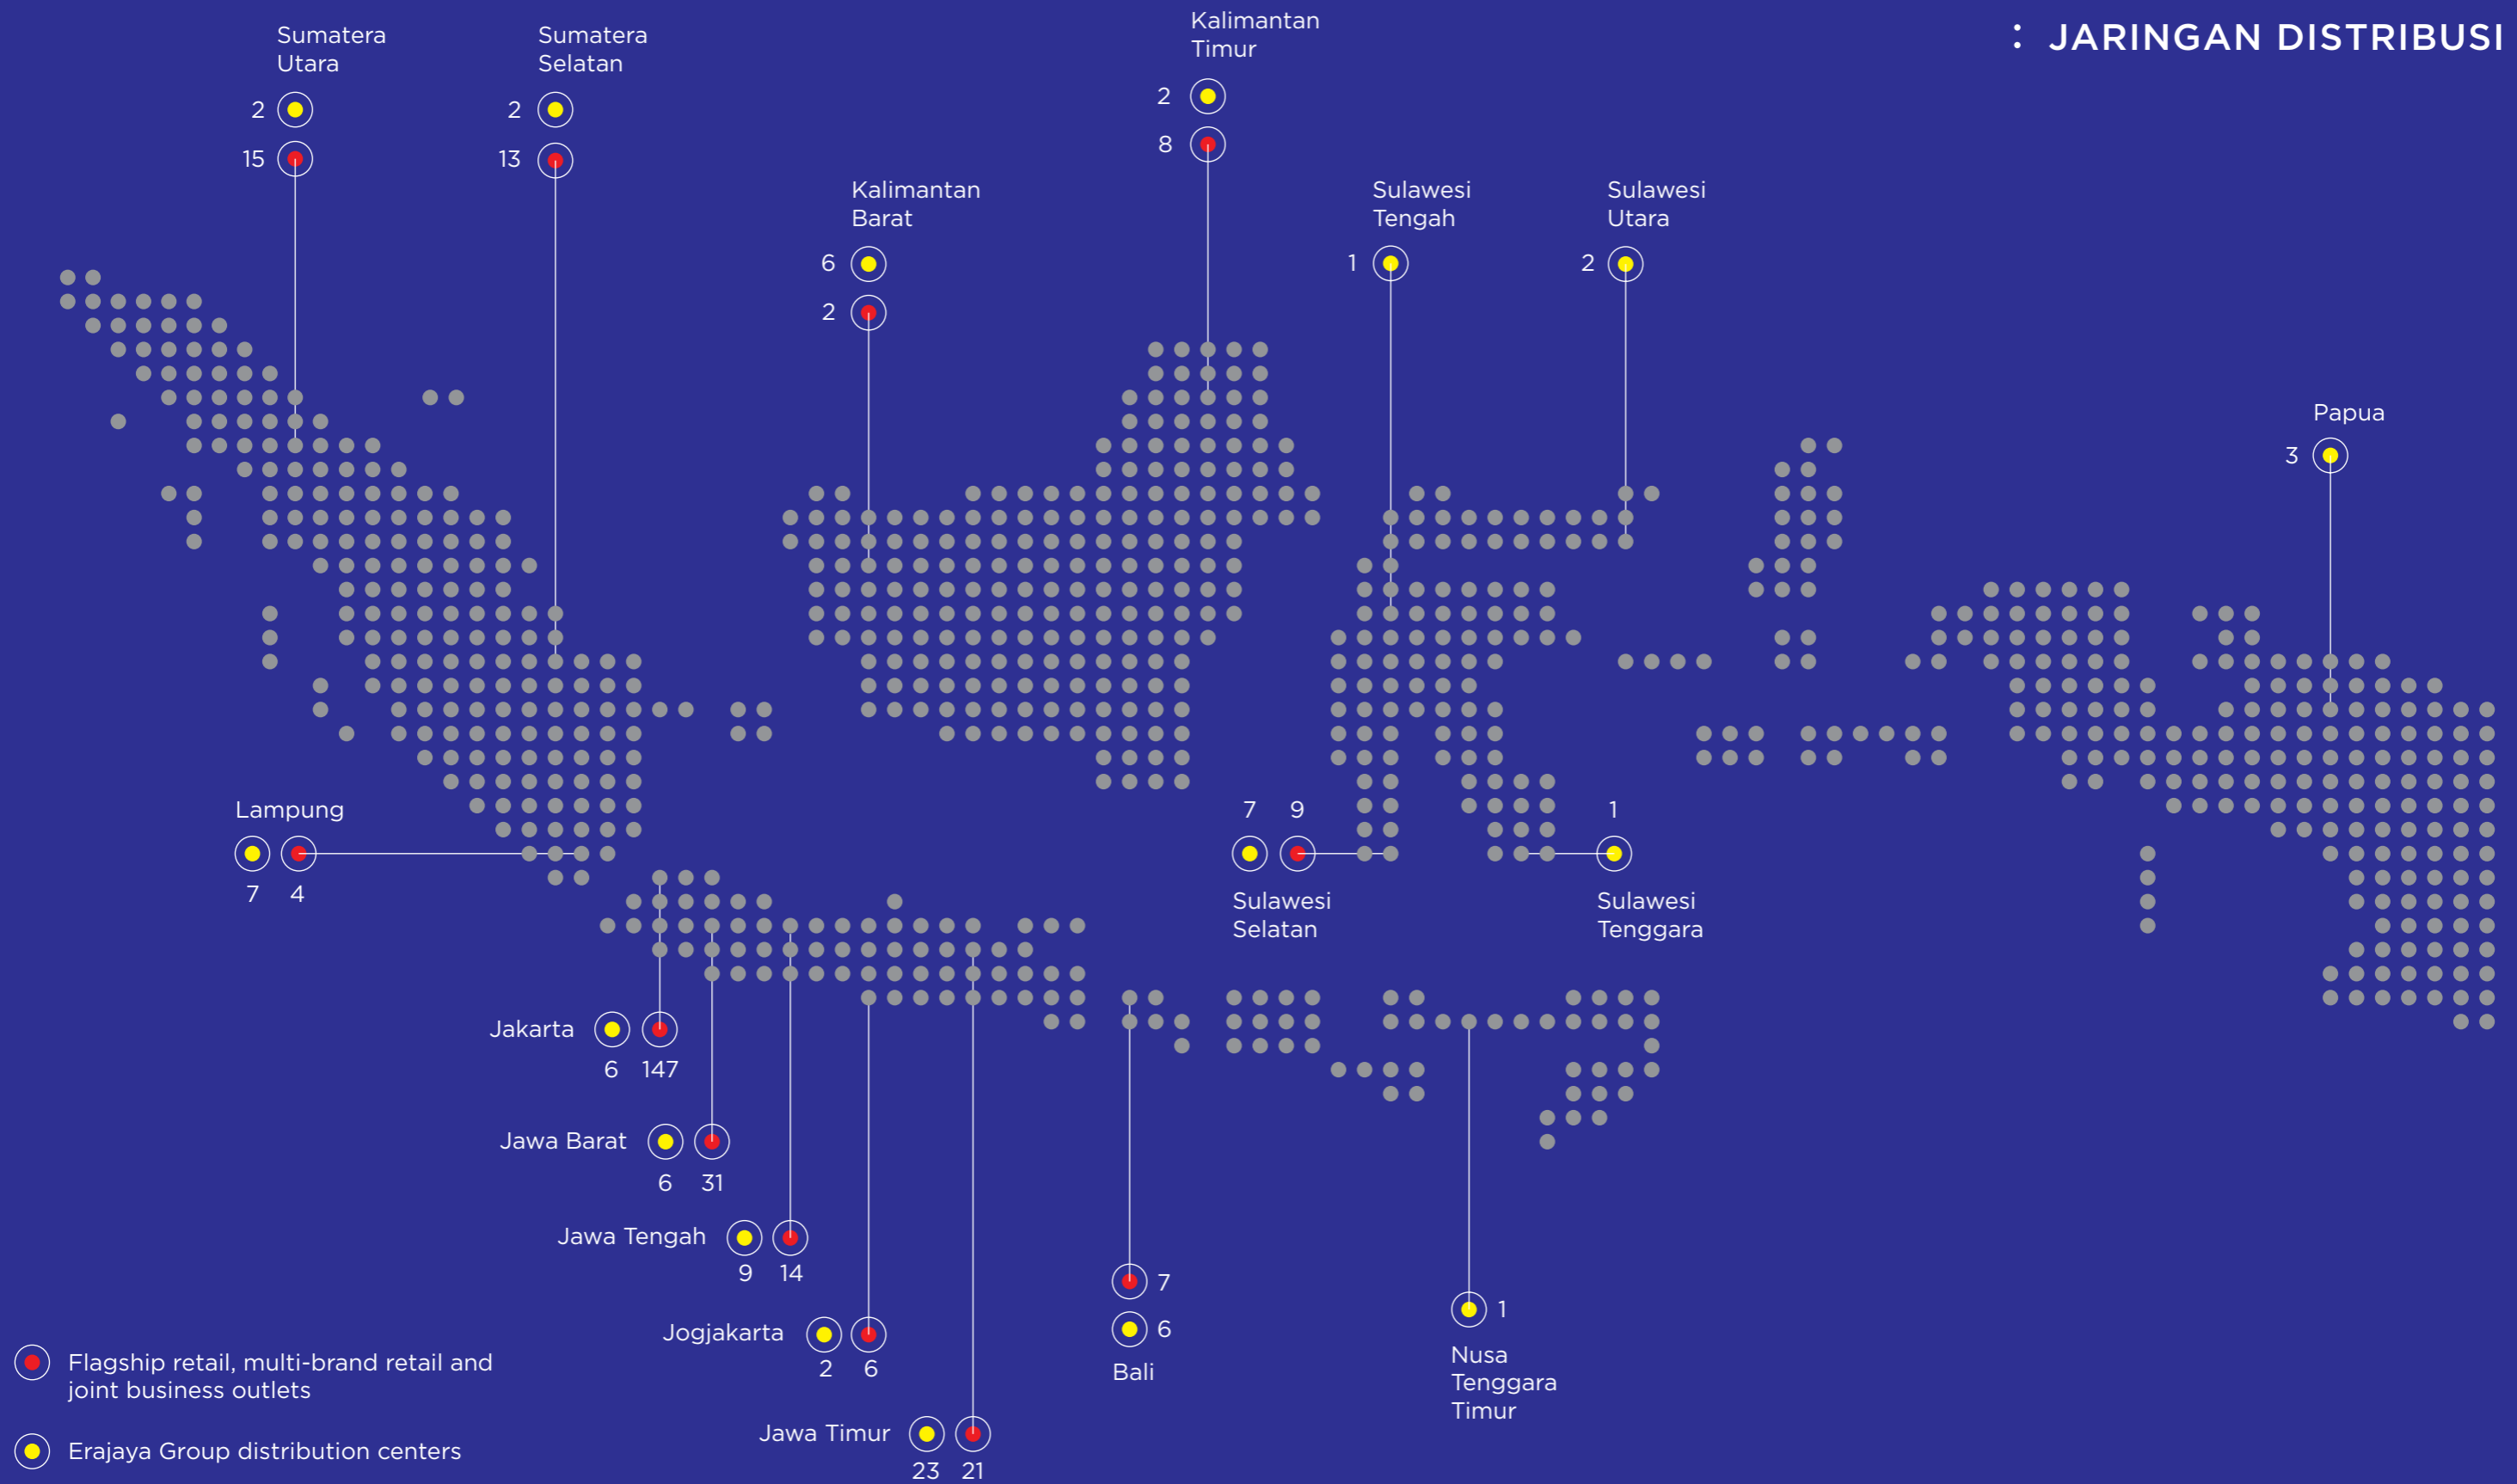 : JARINGAN DISTRIBUSI
Sumatera
Utara
2
15
Sumatera
Selatan
2
13
Kalimantan
Barat
6
2
Kalimantan
Timur
2
8
Sulawesi
Tengah
1
Sulawesi
Utara
2
Papua
3
Lampung
7 4
7 9
Sulawesi
Selatan
1
Sulawesi
Tenggara
Jakarta
6 147
Jawa Barat
6 31
Jawa Tengah
9 14
Jogjakarta
2 6
Jawa Timur
23 21
7
6
Bali
1
Nusa
Tenggara
Timur
Flagship retail, multi-brand retail and
joint business outlets
Erajaya Group distribution centers